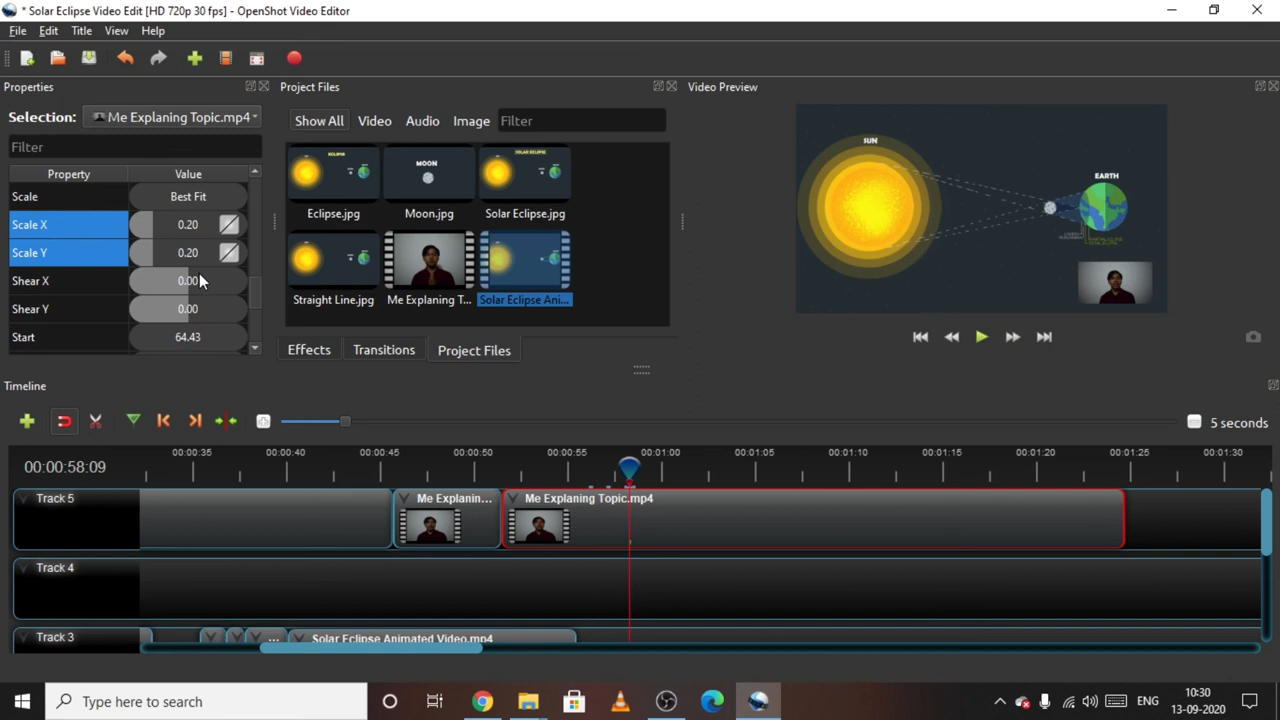 * Solar Eclipse Video Edit [HD 720p 30 fps] - OpenShot Video Editor
File Edit Title View Help
Properties
Project Files
Video Preview
Selection: Me Explaning Topic.mp4
Show All Video Audio Image Filter
Filter
Property Value
Scale Best Fit
Scale X 0.20
Scale Y 0.20
Shear X 0.00
Shear Y 0.00
Start 64.43
ECLIPSE
MOON
SOLAR ECLIPSE
Eclipse.jpg Moon.jpg Solar Eclipse.jpg
Straight Line.jpg Me Explaning T... Solar Eclipse Ani...
SUN
EARTH
Effects Transitions Project Files
Timeline
5 seconds
00:00:58:09
00:00:35 00:00:40 00:00:45 00:00:50 00:00:55 00:01:00 00:01:05 00:01:10 00:01:15 00:01:20 00:01:25 00:01:30
Track 5 Me Explanin... Me Explaning Topic.mp4
Track 4
Track 3 ... Solar Eclipse Animated Video.mp4
Type here to search
ENG
10:30
13-09-2020